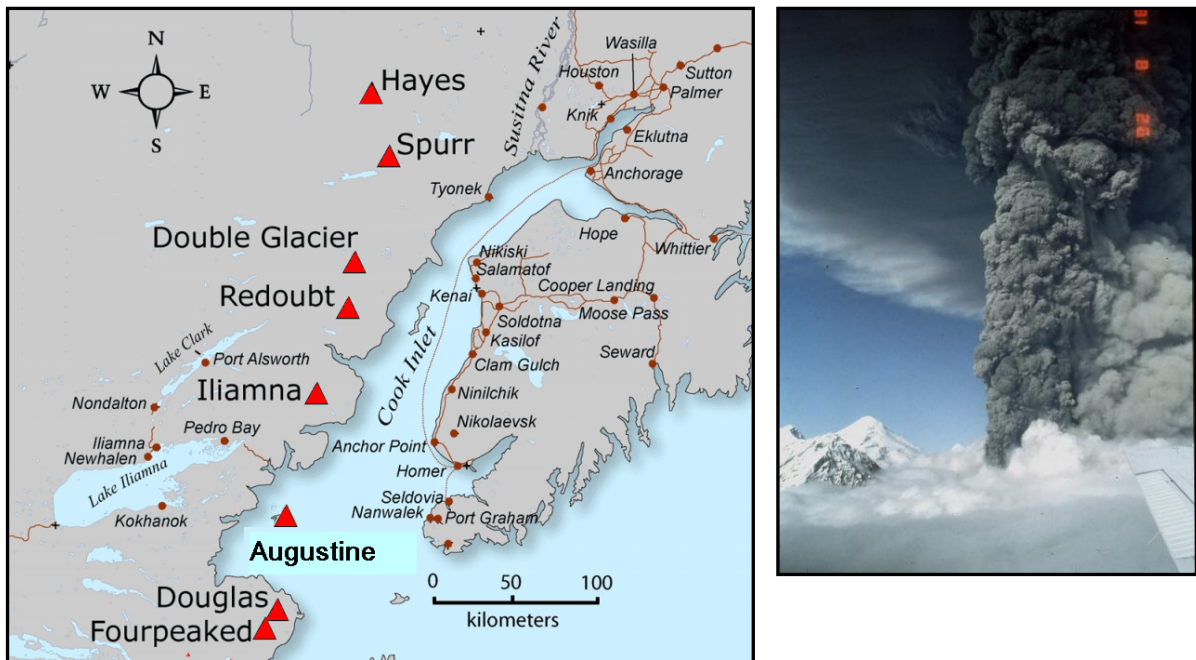 N
W E
S
Hayes
Spurr
Double Glacier
Redoubt
Iliamna
Augustine
Douglas
Fourpeaked
Susitna River
Cook Inlet
Lake Clark
Lake Iliamna
Wasilla
Houston
Sutton
Palmer
Knik
Eklutna
Anchorage
Tyonek
Hope
Whittier
Nikiski
Salamatof
Kenai
Cooper Landing
Moose Pass
Soldotna
Kasilof
Clam Gulch
Seward
Ninilchik
Nikolaevsk
Anchor Point
Homer
Seldovia
Nanwalek
Port Graham
Port Alsworth
Nondalton
Pedro Bay
Iliamna
Newhalen
Kokhanok
0 50 100
kilometers